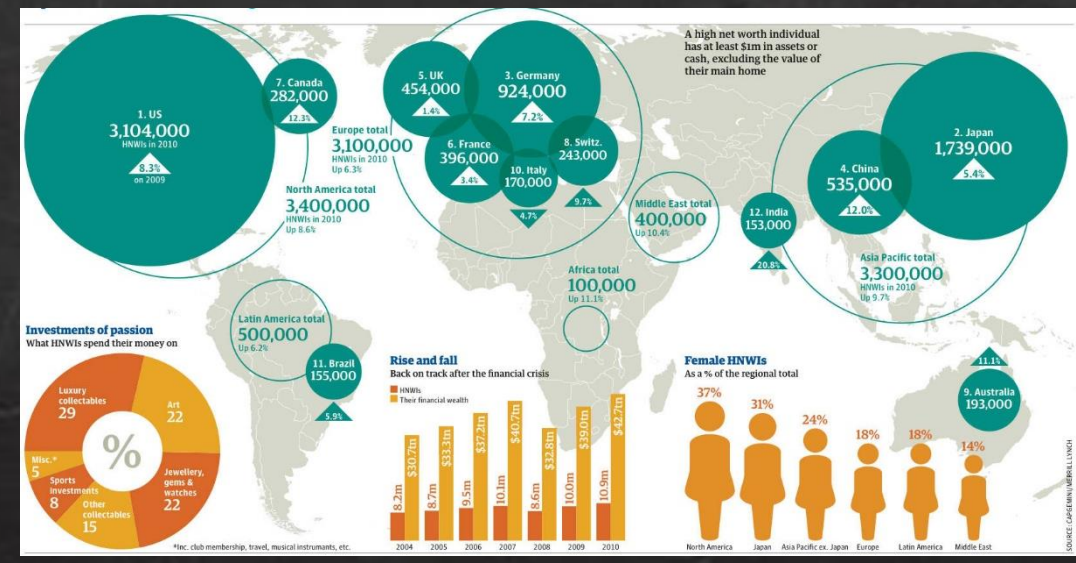 1. US
3,104,000
HNWIs in 2010
8.3%
on 2009
7. Canada
282,000
12.3%
North America total
3,400,000
HNWIs in 2010
Up 8.6%
Europe total
3,100,000
HNWIs in 2010
Up 6.3%
5. UK
454,000
1.4%
3. Germany
924,000
7.2%
6. France
396,000
3.4%
10. Italy
170,000
4.7%
8. Switz.
243,000
9.7%
A high net worth individual
has at least $1m in assets or
cash, excluding the value of
their main home
Middle East total
400,000
Up 10.4%
12. India
153,000
20.8%
4. China
535,000
12.0%
2. Japan
1,739,000
5.4%
Asia Pacific total
3,300,000
HNWIs in 2010
Up 9.7%
Africa total
100,000
Up 11.1%
Latin America total
500,000
Up 6.2%
11. Brazil
155,000
5.9%
11.1%
9. Australia
193,000
Investments of passion
What HNWIs spend their money on
Luxury
collectables
29
Art
22
Jewellery,
gems &
watches
22
Other
collectables
15
Sports
investments
8
Misc.*
5
%
*Inc. club membership, travel, musical instrumants, etc.
Rise and fall
Back on track after the financial crisis
HNWIs
Their financial wealth
8.2m
$30.7tn
8.7m
$33.3tn
9.5m
$37.2tn
10.1m
$40.7tn
8.6m
$32.8tn
10.0m
$39.0tn
10.9m
$42.7tn
2004 2005 2006 2007 2008 2009 2010
Female HNWIs
As a % of the regional total
37% 31% 24% 18% 18% 14%
North America Japan Asia Pacific ex. Japan Europe Latin America Middle East
SOURCE: CAPGEMINI/MERRILL LYNCH